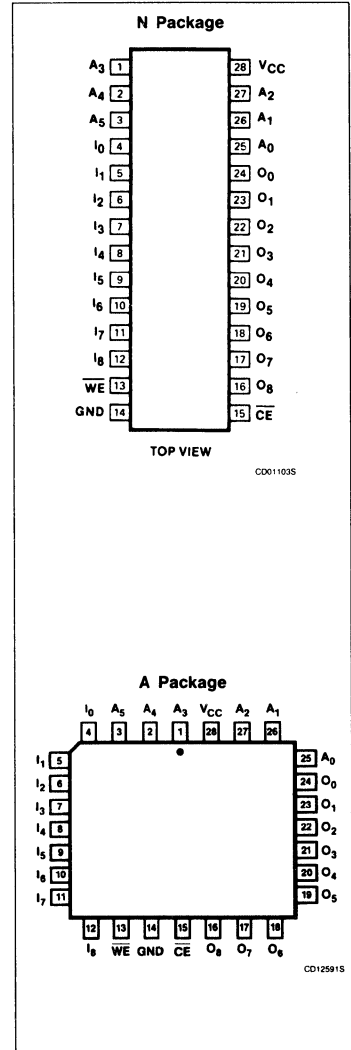 N Package
A3 1 28 VCC
A4 2 27 A2
A5 3 26 A1
I0 4 25 A0
I1 5 24 O0
I2 6 23 O1
I3 7 22 O2
I4 8 21 O3
I5 9 20 O4
I6 10 19 O5
I7 11 18 O6
I8 12 17 O7
W̅E̅ 13 16 O8
GND 14 15 C̅E̅
TOP VIEW
CD01103S
A Package
I0 A5 A4 A3 VCC A2 A1
4 3 2 1 28 27 26
I1 5 25 A0
I2 6 24 O0
I3 7 23 O1
I4 8 22 O2
I5 9 21 O3
I6 10 20 O4
I7 11 19 O5
12 13 14 15 16 17 18
I8 W̅E̅ GND C̅E̅ O8 O7 O6
CD12591S